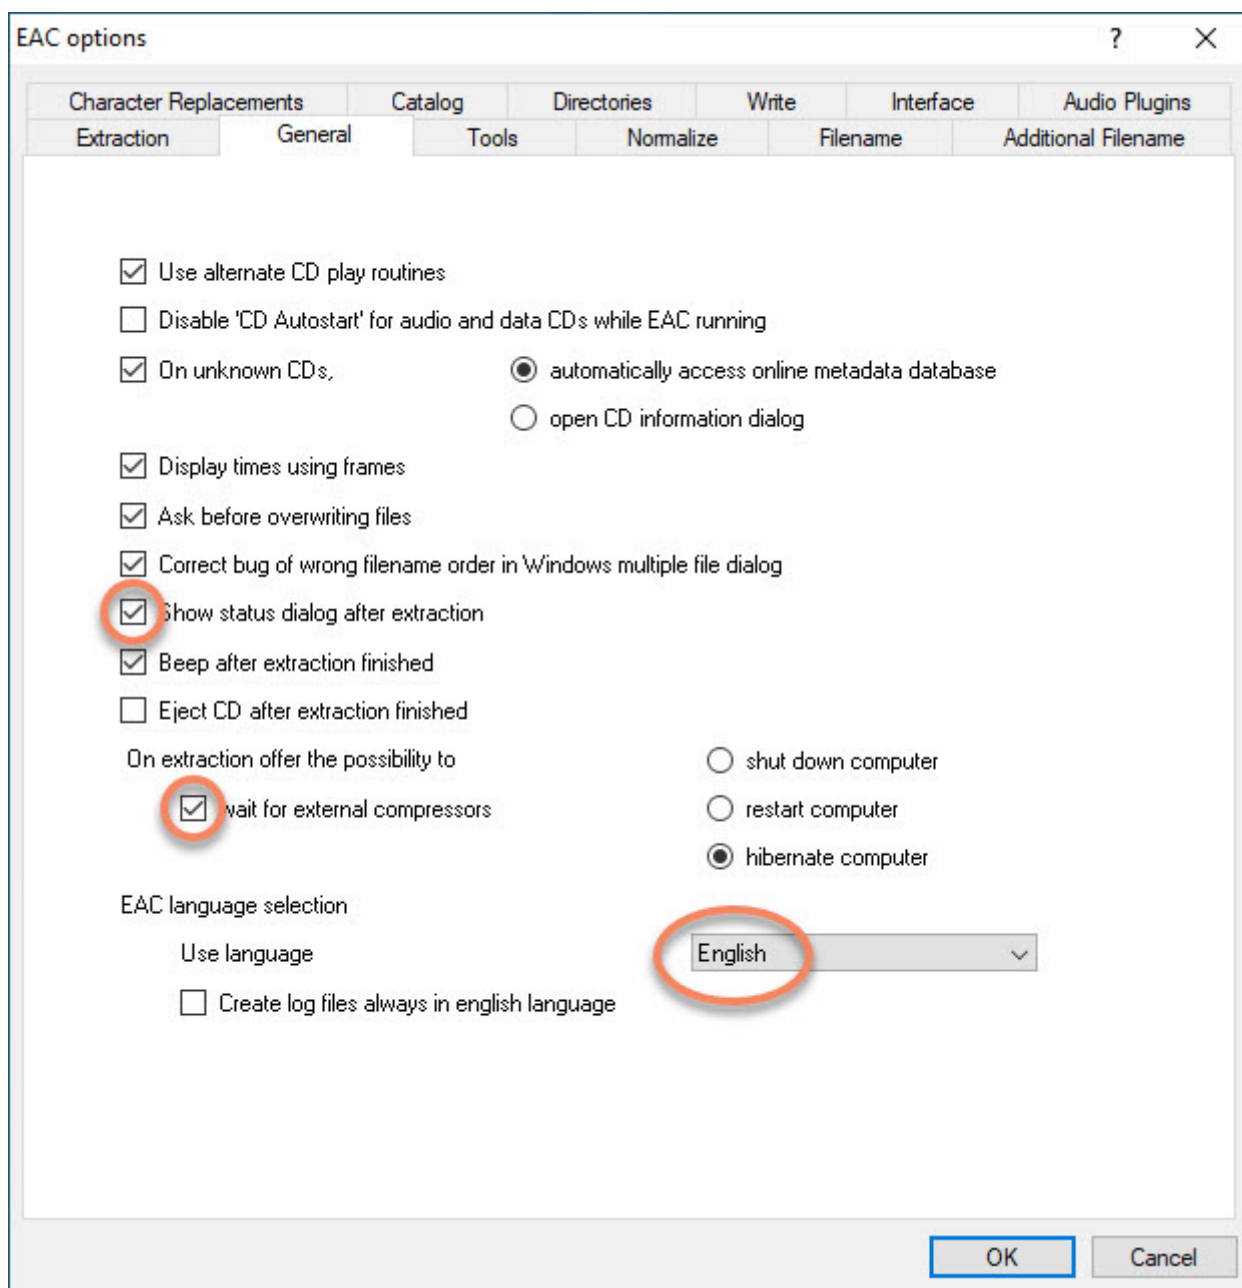 EAC options ?
Character Replacements Catalog Directories Write Interface Audio Plugins
Extraction General Tools Normalize Filename Additional Filename
Use alternate CD play routines
Disable 'CD Autostart' for audio and data CDs while EAC running
On unknown CDs, automatically access online metadata database
open CD information dialog
Display times using frames
Ask before overwriting files
Correct bug of wrong filename order in Windows multiple file dialog
Show status dialog after extraction
Beep after extraction finished
Eject CD after extraction finished
On extraction offer the possibility to shut down computer
wait for external compressors restart computer
hibernate computer
EAC language selection
Use language English
Create log files always in english language
OK Cancel